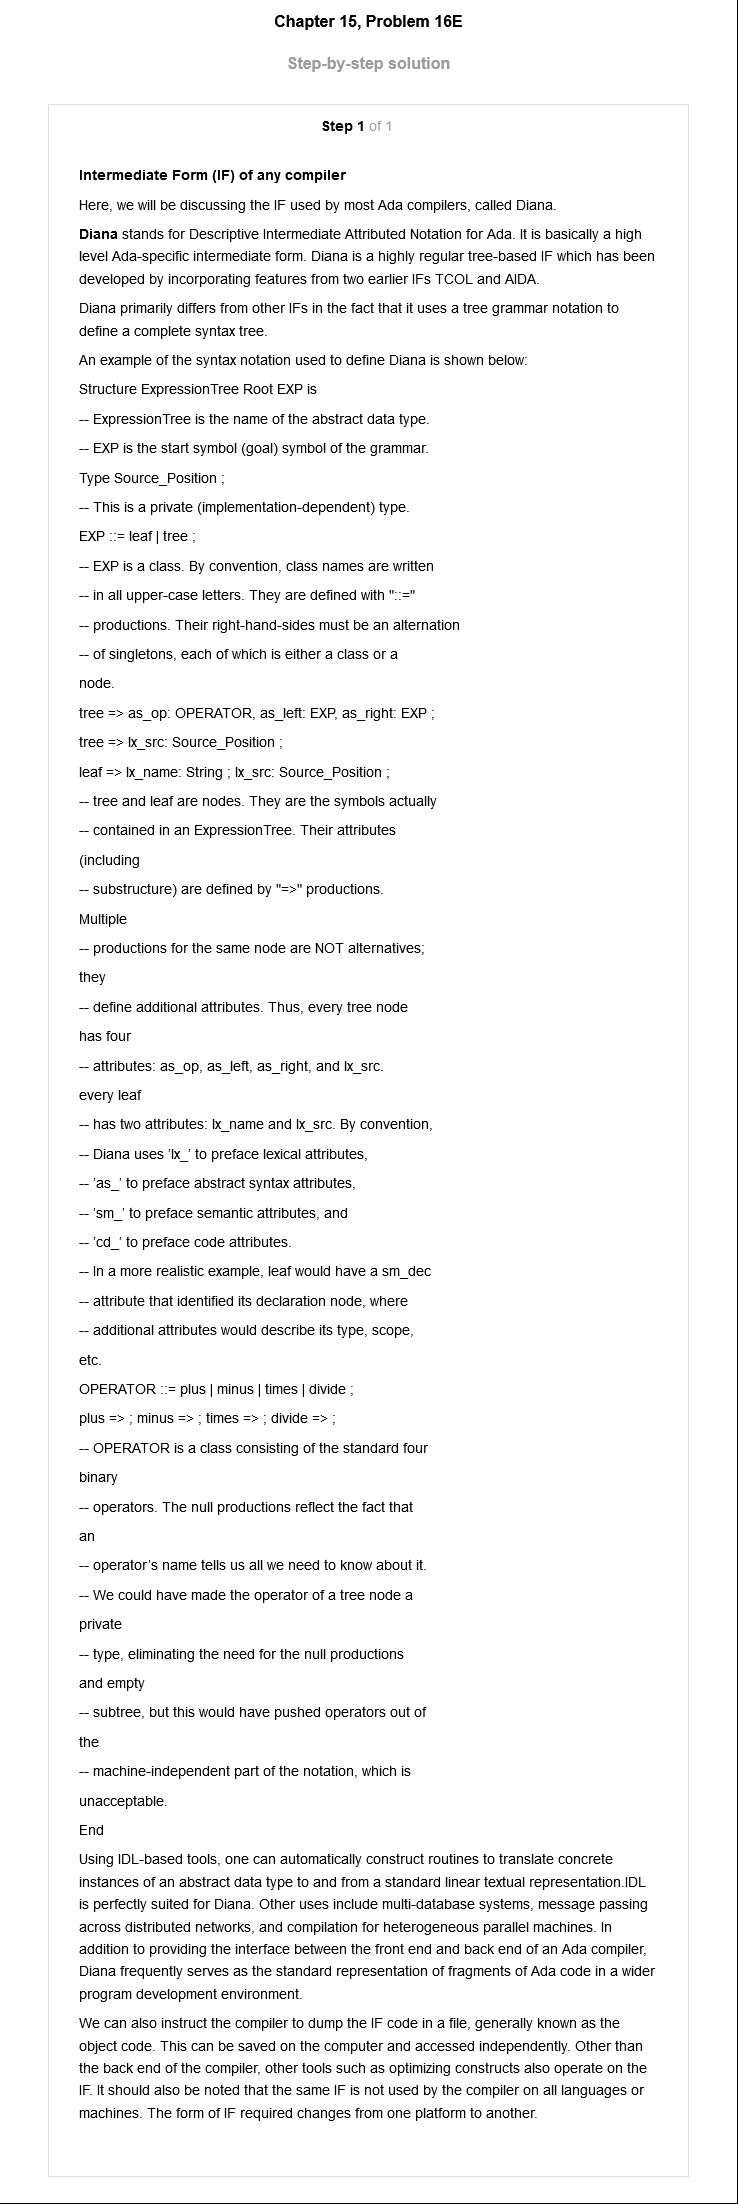 Chapter 15, Problem 16E
Step-by-step solution
Step 1 of 1
Intermediate Form (IF) of any compiler
Here, we will be discussing the IF used by most Ada compilers, called Diana.
Diana stands for Descriptive Intermediate Attributed Notation for Ada. It is basically a high
level Ada-specific intermediate form. Diana is a highly regular tree-based IF which has been
developed by incorporating features from two earlier IFs TCOL and AIDA.
Diana primarily differs from other IFs in the fact that it uses a tree grammar notation to
define a complete syntax tree.
An example of the syntax notation used to define Diana is shown below:
Structure ExpressionTree Root EXP is
-- ExpressionTree is the name of the abstract data type.
-- EXP is the start symbol (goal) symbol of the grammar.
Type Source_Position ;
-- This is a private (implementation-dependent) type.
EXP ::= leaf | tree ;
-- EXP is a class. By convention, class names are written
-- in all upper-case letters. They are defined with "::="
-- productions. Their right-hand-sides must be an alternation
-- of singletons, each of which is either a class or a
node.
tree => as_op: OPERATOR, as_left: EXP, as_right: EXP ;
tree => lx_src: Source_Position ;
leaf => lx_name: String ; lx_src: Source_Position ;
-- tree and leaf are nodes. They are the symbols actually
-- contained in an ExpressionTree. Their attributes
(including
-- substructure) are defined by "=>" productions.
Multiple
-- productions for the same node are NOT alternatives;
they
-- define additional attributes. Thus, every tree node
has four
-- attributes: as_op, as_left, as_right, and lx_src.
every leaf
-- has two attributes: lx_name and lx_src. By convention,
-- Diana uses ’lx_’ to preface lexical attributes,
-- ’as_’ to preface abstract syntax attributes,
-- ’sm_’ to preface semantic attributes, and
-- ’cd_’ to preface code attributes.
-- In a more realistic example, leaf would have a sm_dec
-- attribute that identified its declaration node, where
-- additional attributes would describe its type, scope,
etc.
OPERATOR ::= plus | minus | times | divide ;
plus => ; minus => ; times => ; divide => ;
-- OPERATOR is a class consisting of the standard four
binary
-- operators. The null productions reflect the fact that
an
-- operator’s name tells us all we need to know about it.
-- We could have made the operator of a tree node a
private
-- type, eliminating the need for the null productions
and empty
-- subtree, but this would have pushed operators out of
the
-- machine-independent part of the notation, which is
unacceptable.
End
Using IDL-based tools, one can automatically construct routines to translate concrete
instances of an abstract data type to and from a standard linear textual representation.IDL
is perfectly suited for Diana. Other uses include multi-database systems, message passing
across distributed networks, and compilation for heterogeneous parallel machines. In
addition to providing the interface between the front end and back end of an Ada compiler,
Diana frequently serves as the standard representation of fragments of Ada code in a wider
program development environment.
We can also instruct the compiler to dump the IF code in a file, generally known as the
object code. This can be saved on the computer and accessed independently. Other than
the back end of the compiler, other tools such as optimizing constructs also operate on the
IF. It should also be noted that the same IF is not used by the compiler on all languages or
machines. The form of IF required changes from one platform to another.